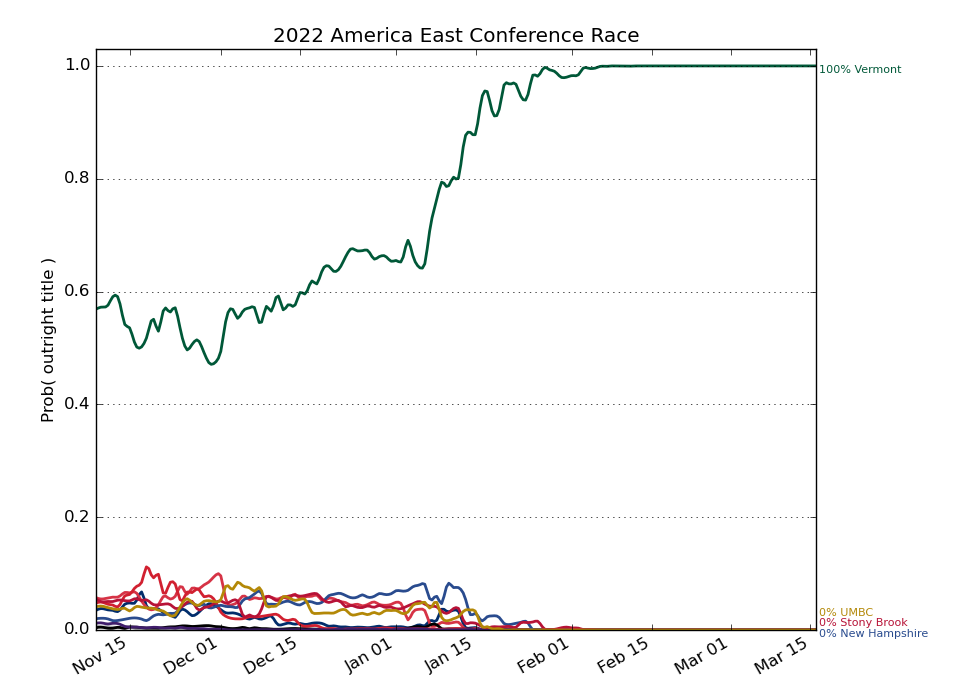 2022 America East Conference Race
Prob( outright title )
1.0
0.8
0.6
0.4
0.2
0.0
100% Vermont
0% UMBC
0% Stony Brook
0% New Hampshire
Nov 15
Dec 01
Dec 15
Jan 01
Jan 15
Feb 01
Feb 15
Mar 01
Mar 15